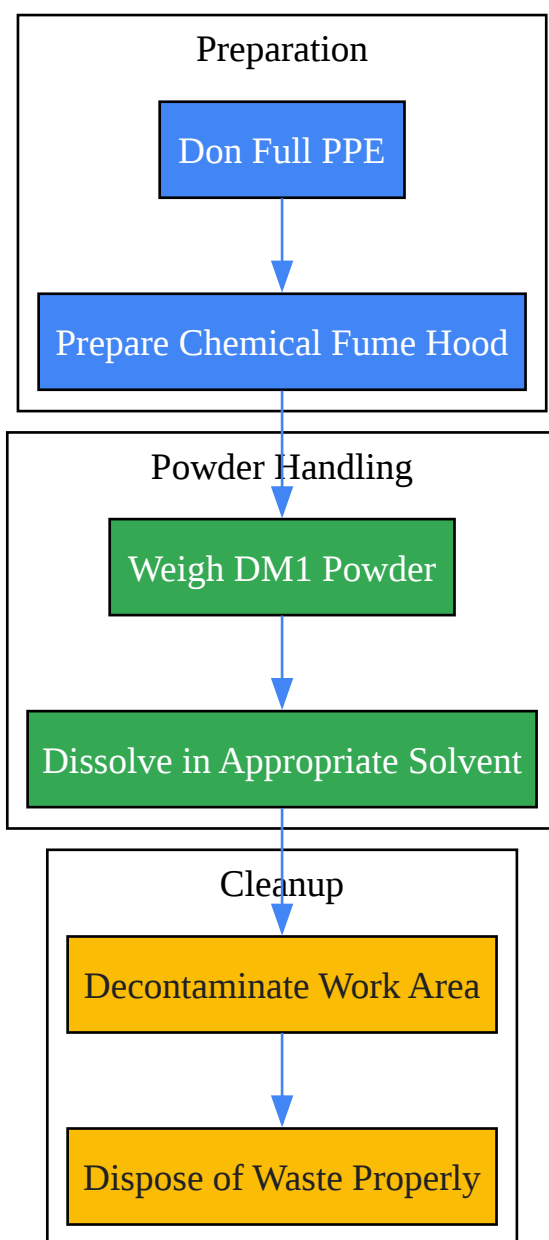 Preparation
Don Full PPE
Prepare Chemical Fume Hood
Powder Handling
Weigh DM1 Powder
Dissolve in Appropriate Solvent
Cleanup
Decontaminate Work Area
Dispose of Waste Properly